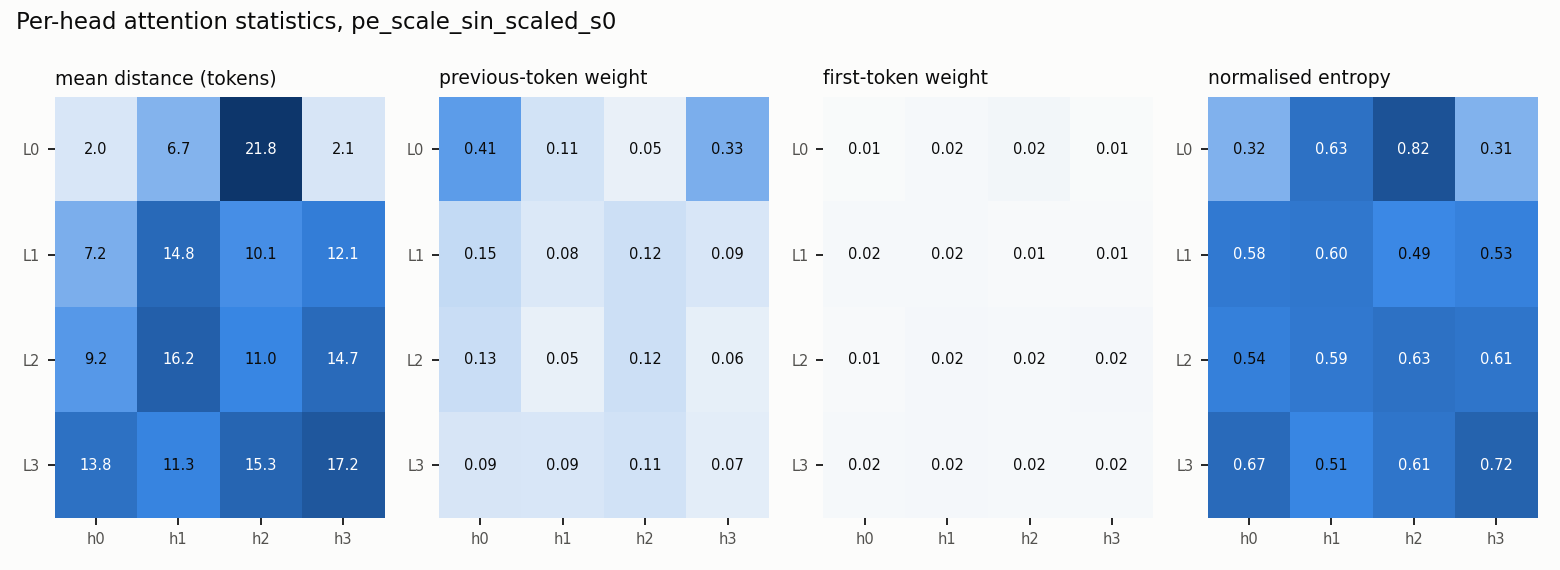 Per-head attention statistics, pe_scale_sin_scaled_s0
mean distance (tokens)
L0 2.0 6.7 21.8 2.1
L1 7.2 14.8 10.1 12.1
L2 9.2 16.2 11.0 14.7
L3 13.8 11.3 15.3 17.2
h0 h1 h2 h3
previous-token weight
L0 0.41 0.11 0.05 0.33
L1 0.15 0.08 0.12 0.09
L2 0.13 0.05 0.12 0.06
L3 0.09 0.09 0.11 0.07
h0 h1 h2 h3
first-token weight
L0 0.01 0.02 0.02 0.01
L1 0.02 0.02 0.01 0.01
L2 0.01 0.02 0.02 0.02
L3 0.02 0.02 0.02 0.02
h0 h1 h2 h3
normalised entropy
L0 0.32 0.63 0.82 0.31
L1 0.58 0.60 0.49 0.53
L2 0.54 0.59 0.63 0.61
L3 0.67 0.51 0.61 0.72
h0 h1 h2 h3